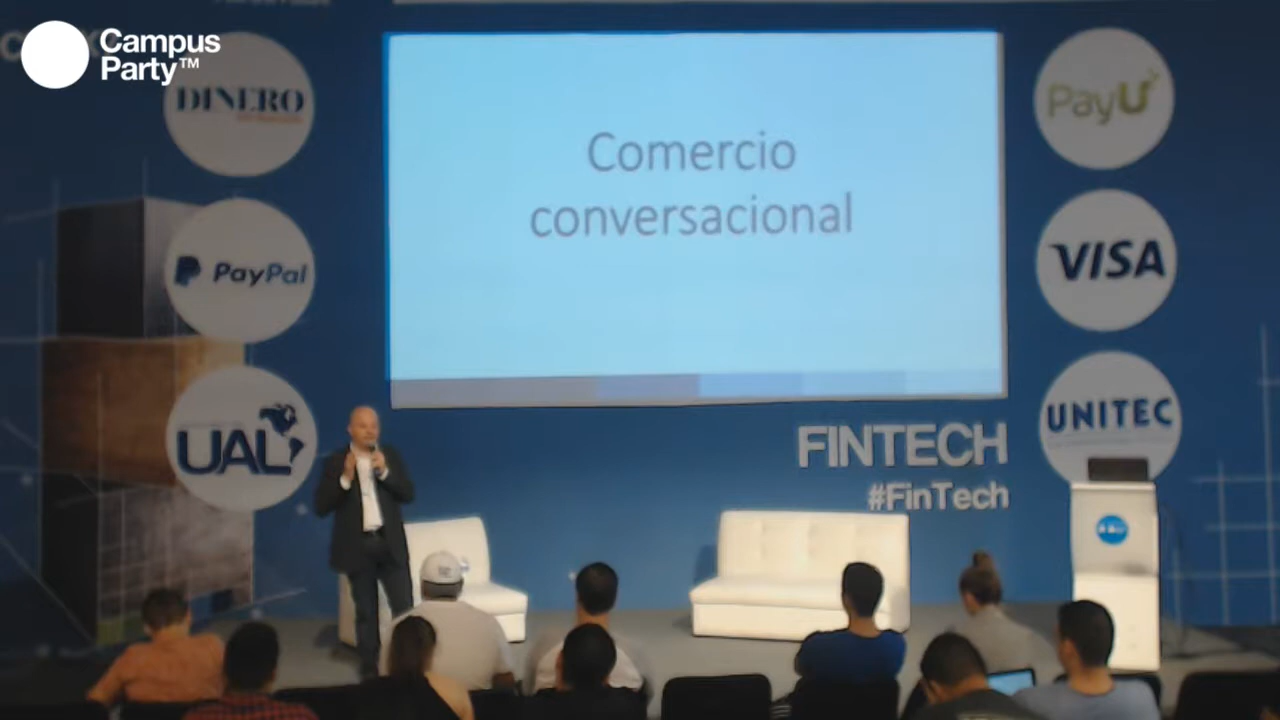 Campus
Party™
DINERO
PayPal
UAL
Comercio
conversacional
PayU
VISA
UNITEC
FINTECH
#FinTech